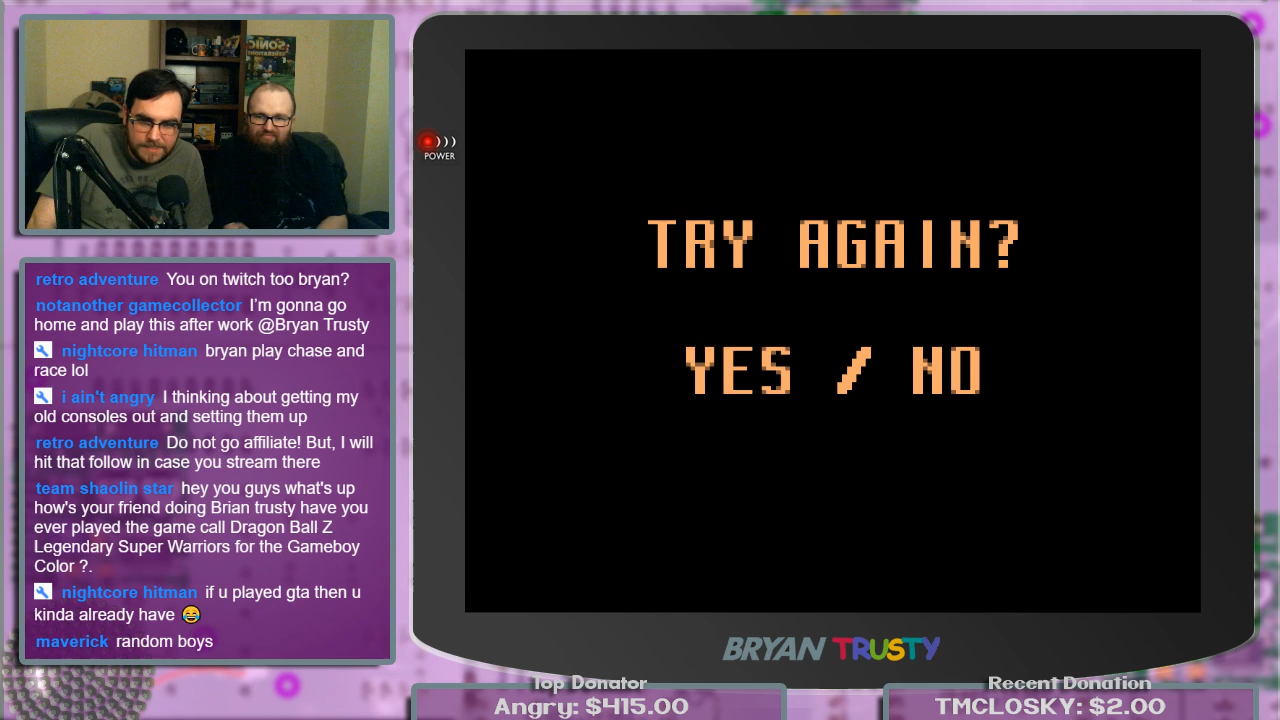 POWER
TRY AGAIN?
YES / NO
retro adventure You on twitch too bryan?
notanother gamecollector I'm gonna go
home and play this after work @Bryan Trusty
nightcore hitman bryan play chase and
race lol
i ain't angry I thinking about getting my
old consoles out and setting them up
retro adventure Do not go affiliate! But, I will
hit that follow in case you stream there
team shaolin star hey you guys what's up
how's your friend doing Brian trusty have you
ever played the game call Dragon Ball Z
Legendary Super Warriors for the Gameboy
Color ?.
nightcore hitman if u played gta then u
kinda already have 😂
maverick random boys
BRYAN TRUSTY
Top Donator
Angry: $415.00
Recent Donation
TMCLOSKY: $2.00